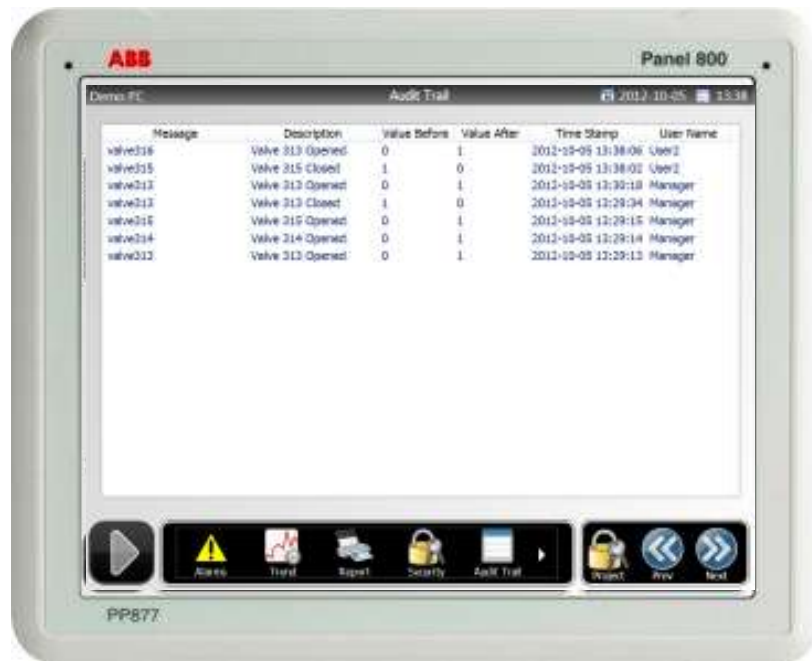 ABB Panel 800
Demo PC Audit Trail 2012-10-05 13:38
Message Description Value Before Value After Time Stamp User Name
valve316 Valve 313 Opened 0 1 2012-10-05 13:38:06 User2
valve315 Valve 315 Closed 1 0 2012-10-05 13:38:02 User2
valve313 Valve 313 Opened 0 1 2012-10-05 13:30:18 Manager
valve313 Valve 313 Closed 1 0 2012-10-05 13:29:34 Manager
valve315 Valve 315 Opened 0 1 2012-10-05 13:29:15 Manager
valve314 Valve 314 Opened 0 1 2012-10-05 13:29:14 Manager
valve313 Valve 313 Opened 0 1 2012-10-05 13:29:13 Manager
Alarms Trend Report Security Audit Trail Project Prev Next
PP877